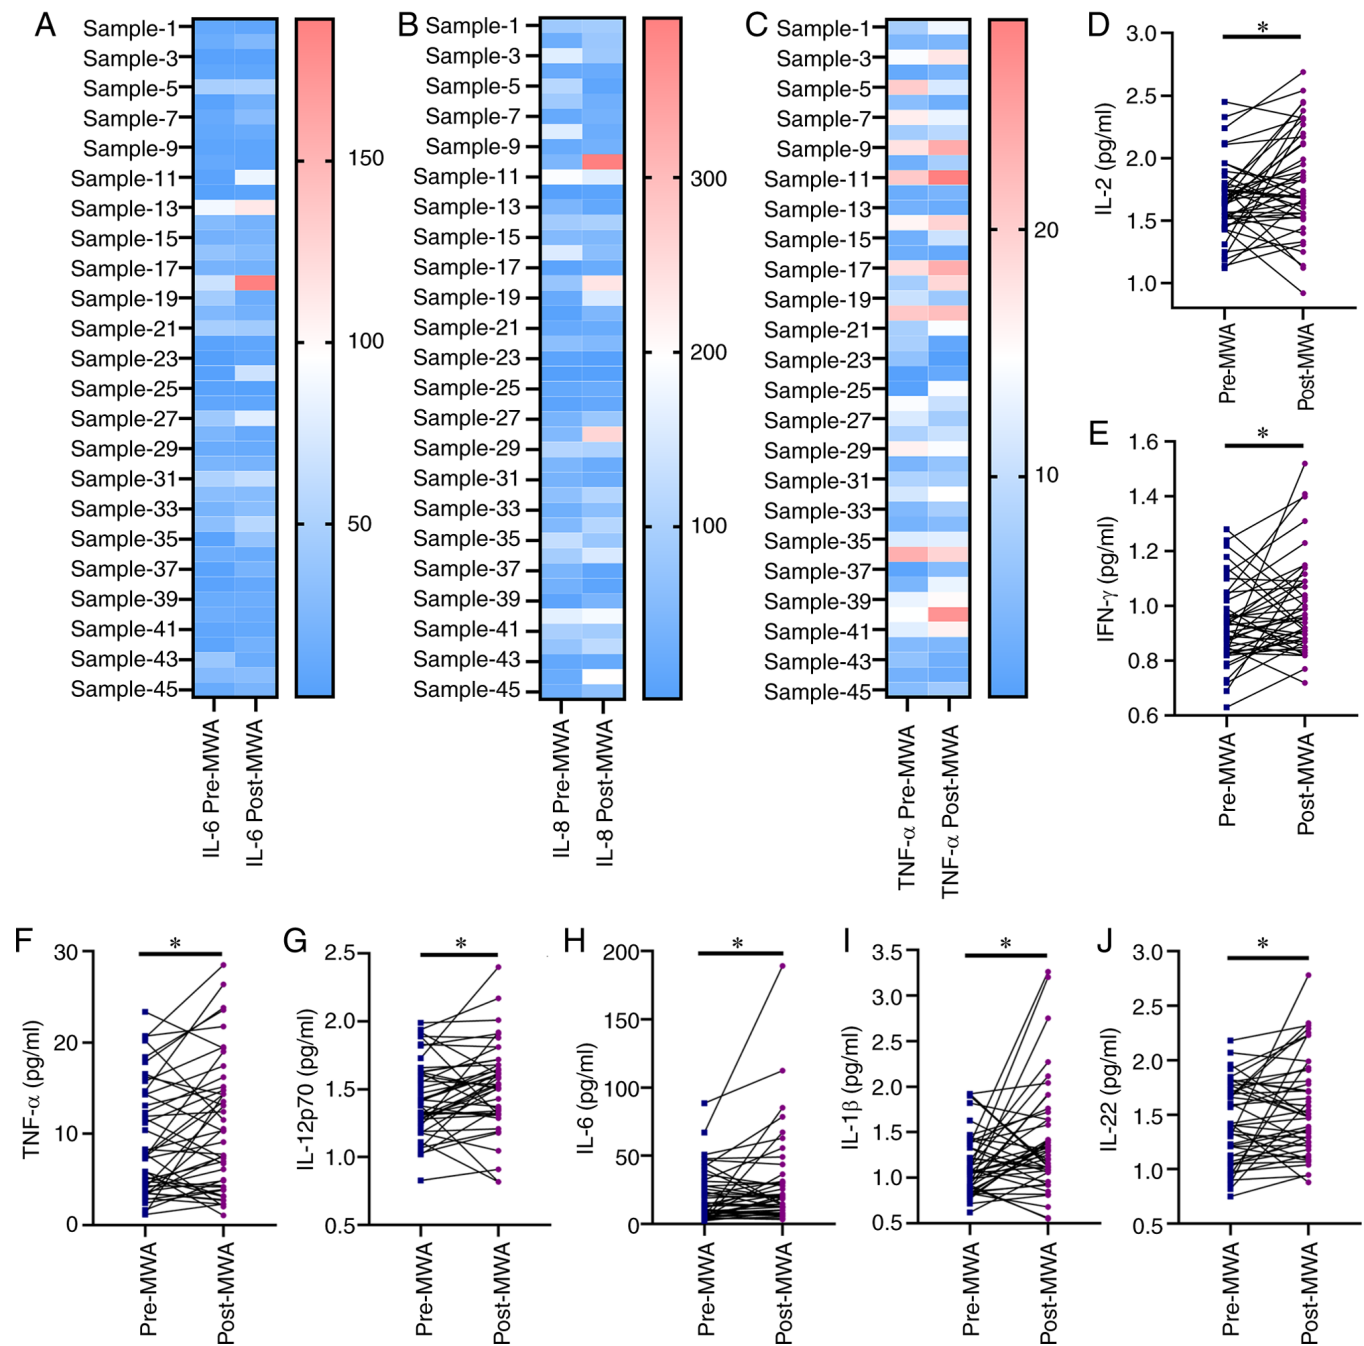 A
Sample-1
Sample-3
Sample-5
Sample-7
Sample-9
Sample-11
Sample-13
Sample-15
Sample-17
Sample-19
Sample-21
Sample-23
Sample-25
Sample-27
Sample-29
Sample-31
Sample-33
Sample-35
Sample-37
Sample-39
Sample-41
Sample-43
Sample-45
150
100
50
IL-6 Pre-MWA
IL-6 Post-MWA
B
Sample-1
Sample-3
Sample-5
Sample-7
Sample-9
Sample-11
Sample-13
Sample-15
Sample-17
Sample-19
Sample-21
Sample-23
Sample-25
Sample-27
Sample-29
Sample-31
Sample-33
Sample-35
Sample-37
Sample-39
Sample-41
Sample-43
Sample-45
300
200
100
IL-8 Pre-MWA
IL-8 Post-MWA
C
Sample-1
Sample-3
Sample-5
Sample-7
Sample-9
Sample-11
Sample-13
Sample-15
Sample-17
Sample-19
Sample-21
Sample-23
Sample-25
Sample-27
Sample-29
Sample-31
Sample-33
Sample-35
Sample-37
Sample-39
Sample-41
Sample-43
Sample-45
20
10
TNF-α Pre-MWA
TNF-α Post-MWA
D
*
IL-2 (pg/ml)
3.0
2.5
2.0
1.5
1.0
Pre-MWA
Post-MWA
E
*
IFN-γ (pg/ml)
1.6
1.4
1.2
1.0
0.8
0.6
Pre-MWA
Post-MWA
F
*
TNF-α (pg/ml)
30
20
10
0
Pre-MWA
Post-MWA
G
*
IL-12p70 (pg/ml)
2.5
2.0
1.5
1.0
0.5
Pre-MWA
Post-MWA
H
*
IL-6 (pg/ml)
200
150
100
50
0
Pre-MWA
Post-MWA
I
*
IL-1β (pg/ml)
3.5
3.0
2.5
2.0
1.5
1.0
0.5
Pre-MWA
Post-MWA
J
*
IL-22 (pg/ml)
3.0
2.5
2.0
1.5
1.0
0.5
Pre-MWA
Post-MWA